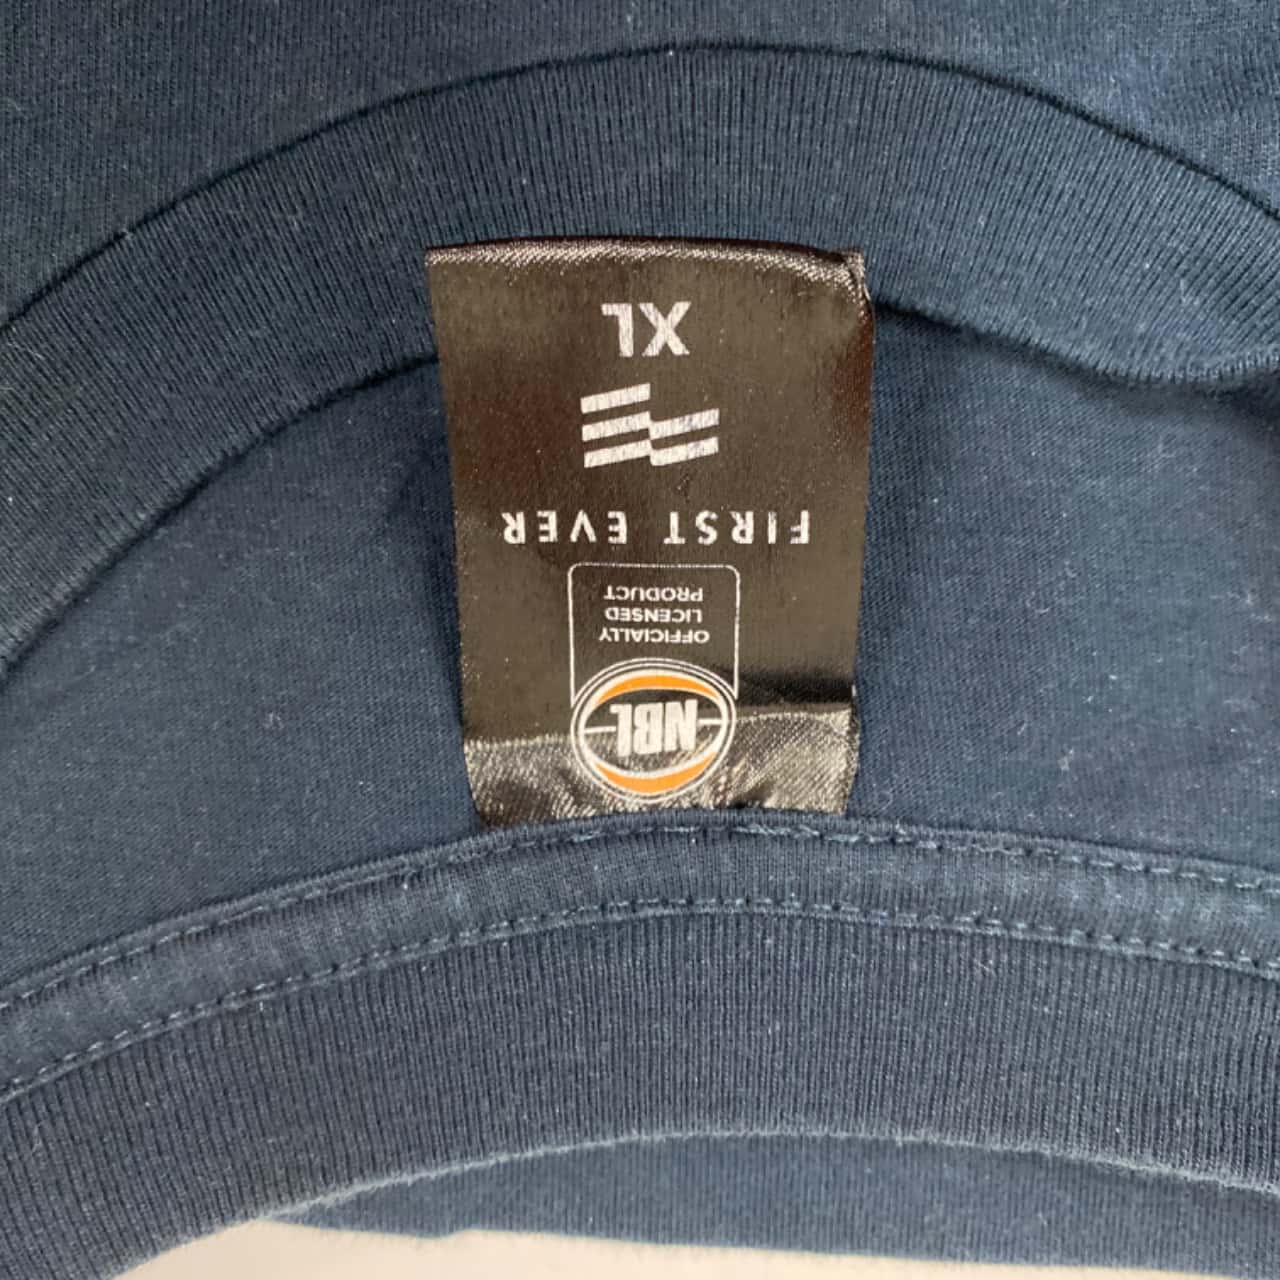 NBL
OFFICIALLY
LICENSED
PRODUCT
FIRST EVER
XL